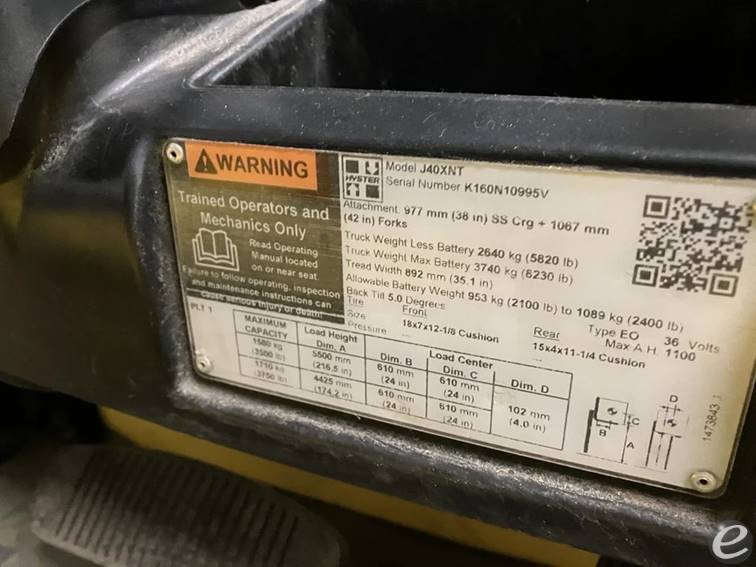 WARNING
Trained Operators and
Mechanics Only
Read Operating
Manual located
on or near seat.
Failure to follow operating, inspection
and maintenance instructions can
cause serious injury or death!
HYSTER
Model J40XNT
Serial Number K160N10995V
Attachment 977 mm (38 in) SS Crg + 1067 mm
(42 in) Forks
Truck Weight Less Battery 2640 kg (5820 lb)
Truck Weight Max Battery 3740 kg (8230 lb)
Tread Width 892 mm (35.1 in)
Allowable Battery Weight 953 kg (2100 lb) to 1089 kg (2400 lb)
Back Tilt 5.0 Degrees Type EO 36 Volts
Tire Front Rear Max A.H. 1100
Size 18x7x12-1/8 Cushion 15x4x11-1/4 Cushion
Pressure
PLT 1
MAXIMUM CAPACITY Load Height Dim. A Load Center Dim. B Dim. C Dim. D
1580 kg 5500 mm 610 mm 610 mm
(3500 lb) (216.5 in) (24 in) (24 in)
1710 kg 4425 mm 610 mm 610 mm 102 mm
(3750 lb) (174.2 in) (24 in) (24 in) (4.0 in)
D
C
B
A
e